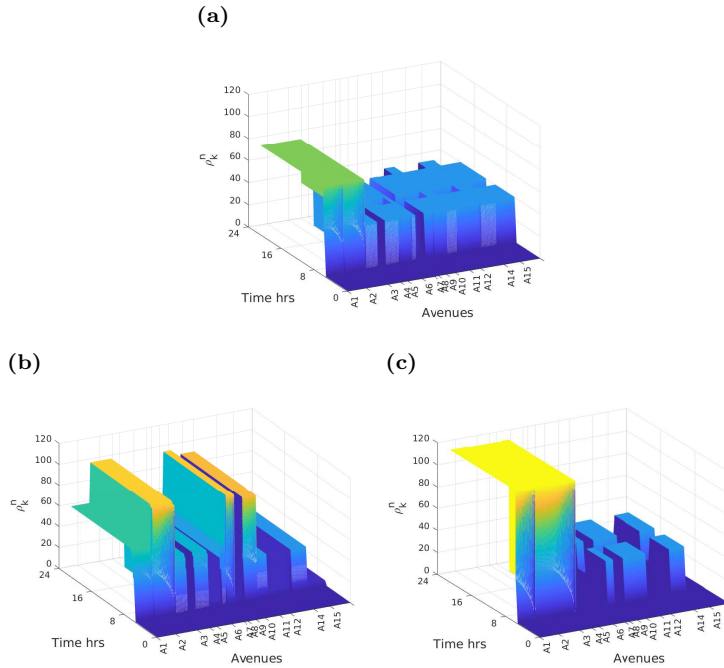 (a)
120
100
80
60
40
20
0
ρₖⁿ
24
16
8
0
Time hrs
A1
A2
A3
A4
A5
A6
A7
A8
A9
A10
A11
A12
A14
A15
Avenues
(b)
120
100
80
60
40
20
0
ρₖⁿ
24
16
8
0
Time hrs
A1
A2
A3
A4
A5
A6
A7
A8
A9
A10
A11
A12
A14
A15
Avenues
(c)
120
100
80
60
40
20
0
ρₖⁿ
24
16
8
0
Time hrs
A1
A2
A3
A4
A5
A6
A7
A8
A9
A10
A11
A12
A14
A15
Avenues